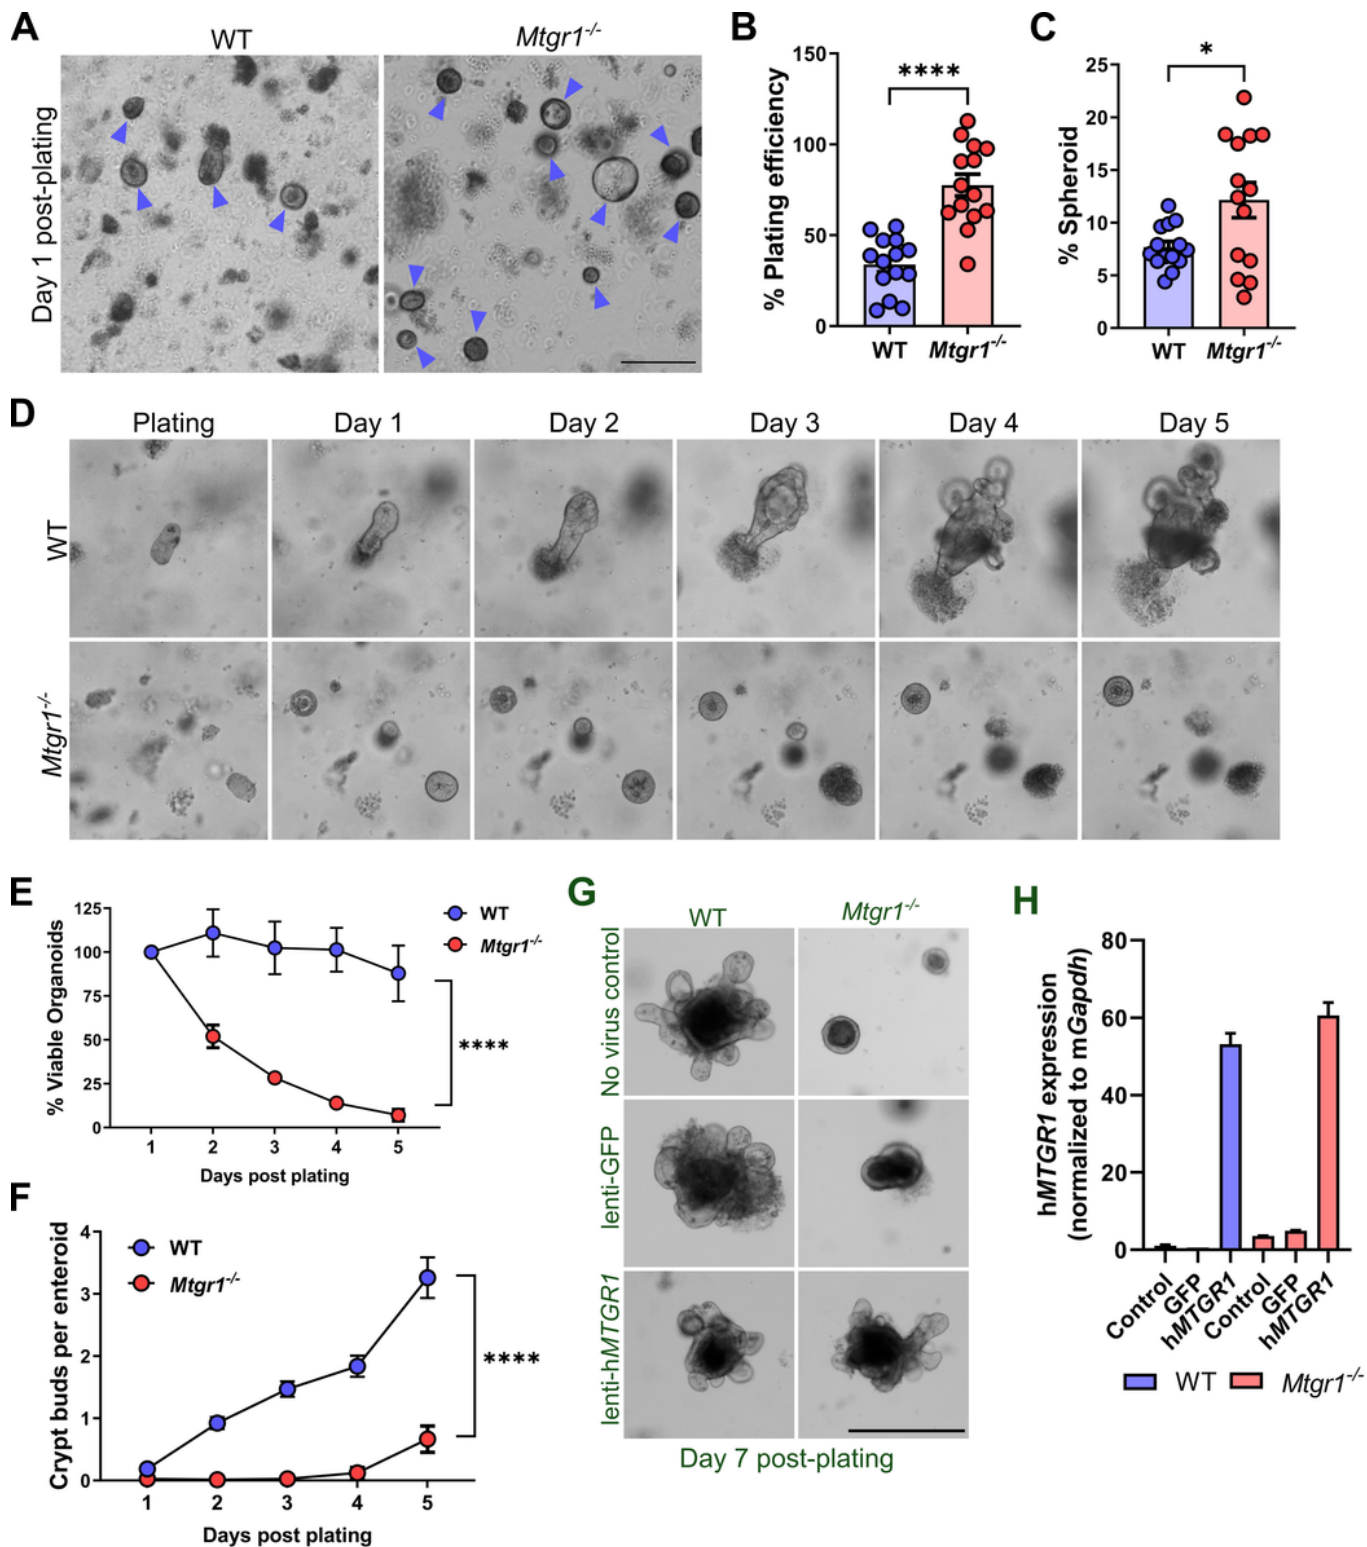 A
WT
Mtgr1-/-
Day 1 post-plating
B
% Plating efficiency
150
100
50
0
****
WT
Mtgr1-/-
C
% Spheroid
25
20
15
10
5
0
*
WT
Mtgr1-/-
D
Plating
Day 1
Day 2
Day 3
Day 4
Day 5
WT
Mtgr1-/-
E
% Viable Organoids
125
100
75
50
25
0
1
2
3
4
5
Days post plating
WT
Mtgr1-/-
****
F
Crypt buds per enteroid
4
3
2
1
0
1
2
3
4
5
Days post plating
WT
Mtgr1-/-
****
G
WT
Mtgr1-/-
No virus control
lenti-GFP
lenti-hMTGR1
Day 7 post-plating
H
hMTGR1 expression
(normalized to mGapdh)
80
60
40
20
0
Control
GFP
hMTGR1
Control
GFP
hMTGR1
WT
Mtgr1-/-